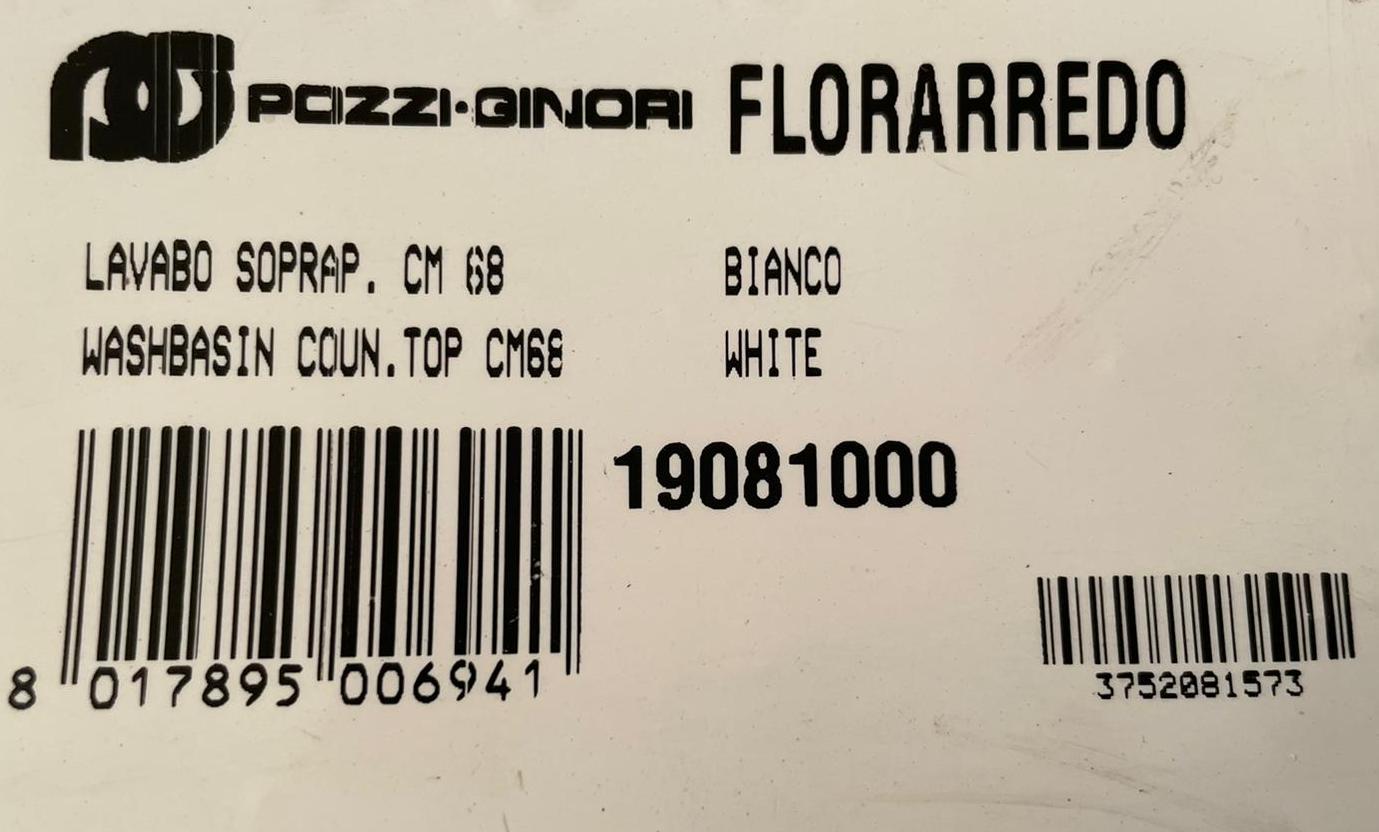 POZZI·GINORI FLORARREDO
LAVABO SOPRAP. CM 68 BIANCO
WASHBASIN COUN.TOP CM68 WHITE
19081000
8 017895 006941
3752081573